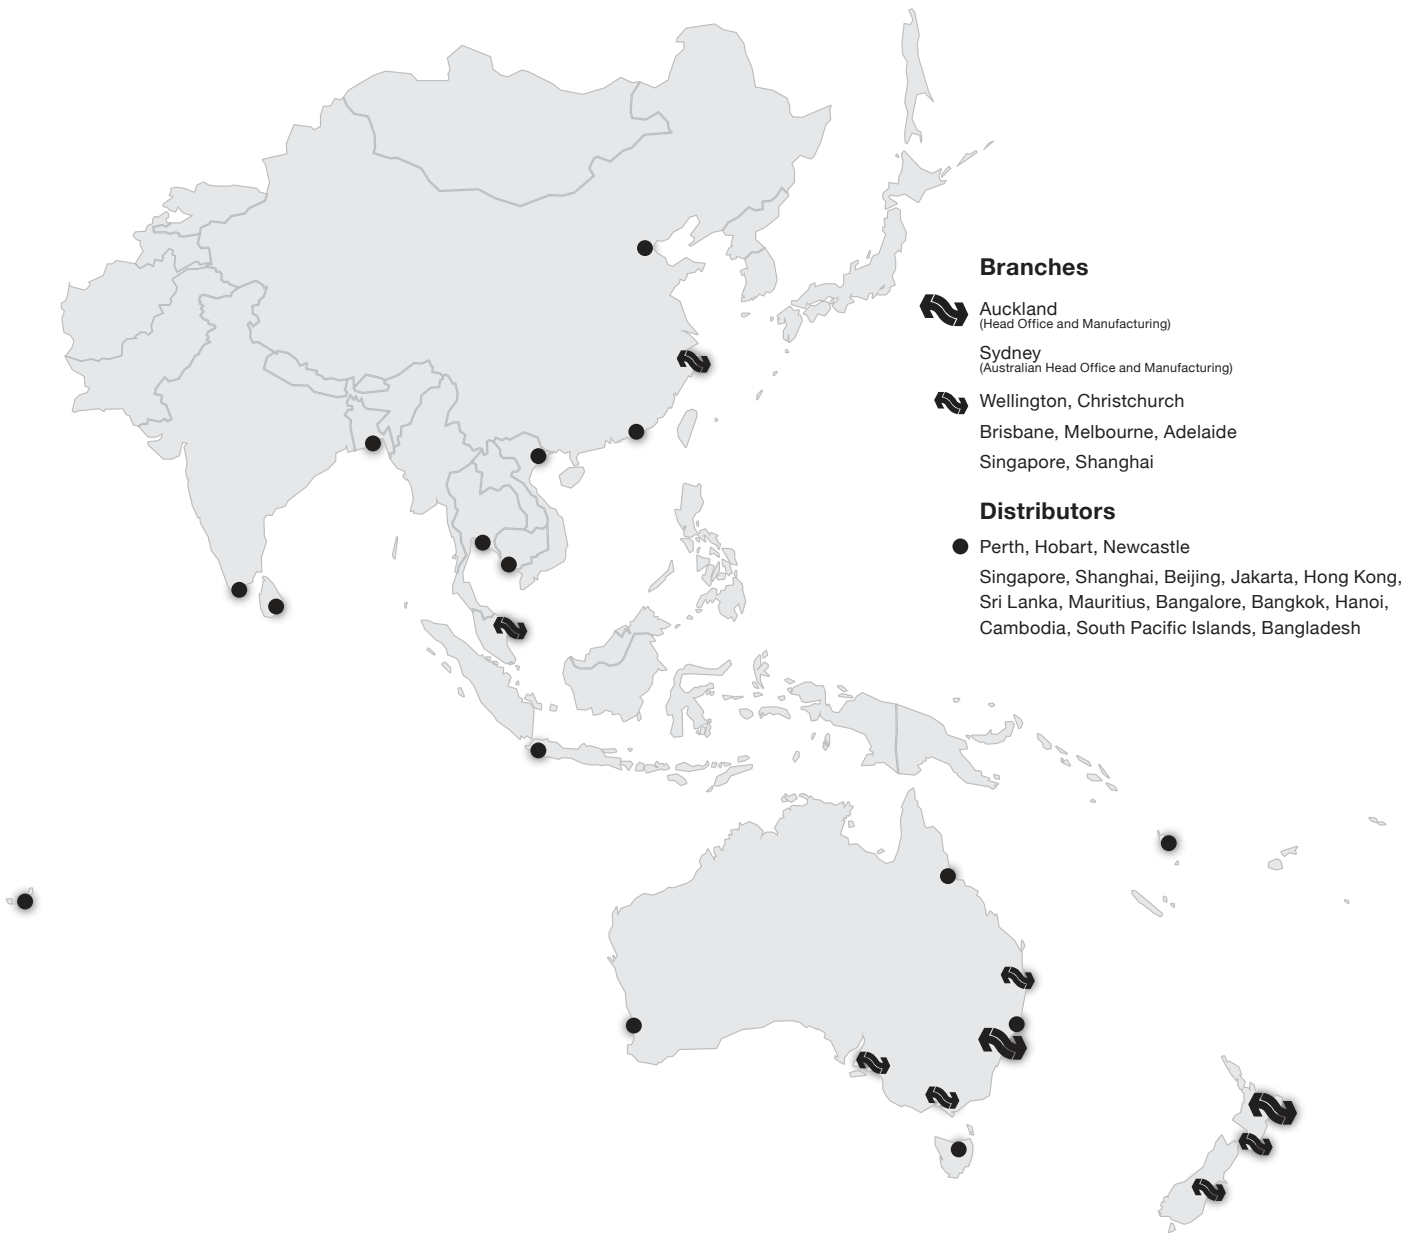 Branches
Auckland
(Head Office and Manufacturing)
Sydney
(Australian Head Office and Manufacturing)
Wellington, Christchurch
Brisbane, Melbourne, Adelaide
Singapore, Shanghai
Distributors
Perth, Hobart, Newcastle
Singapore, Shanghai, Beijing, Jakarta, Hong Kong,
Sri Lanka, Mauritius, Bangalore, Bangkok, Hanoi,
Cambodia, South Pacific Islands, Bangladesh